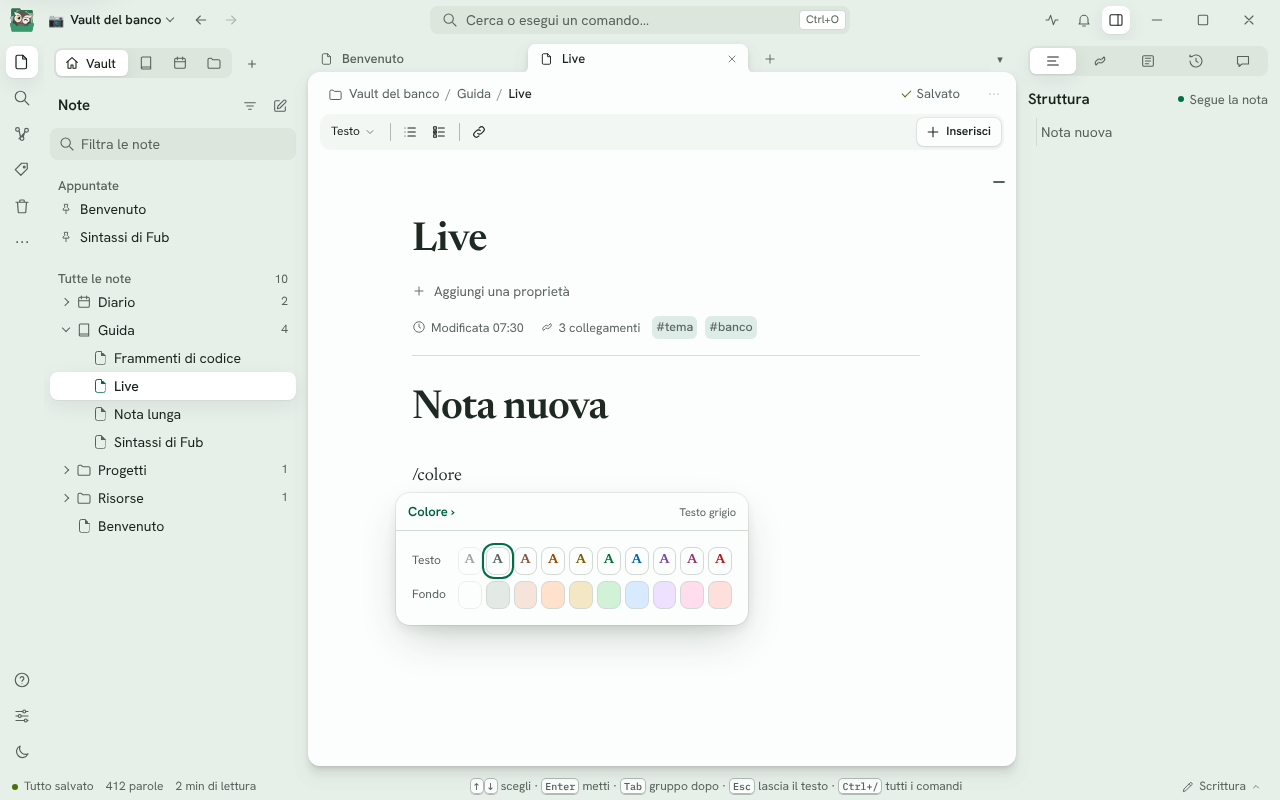 Vault del banco
Cerca o esegui un comando…
Ctrl+O
Vault
Benvenuto
Live
Note
Filtra le note
Appuntate
Benvenuto
Sintassi di Fub
Tutte le note 10
Diario 2
Guida 4
Frammenti di codice
Live
Nota lunga
Sintassi di Fub
Progetti 1
Risorse 1
Benvenuto
Vault del banco / Guida / Live
Salvato
Testo
Inserisci
Live
Aggiungi una proprietà
Modificata 07:30 3 collegamenti #tema #banco
Nota nuova
/colore
Colore › Testo grigio
Testo A A A A A A A A A A
Fondo
Struttura
Segue la nota
Nota nuova
Tutto salvato 412 parole 2 min di lettura
↑ ↓ scegli · Enter metti · Tab gruppo dopo · Esc lascia il testo · Ctrl+/ tutti i comandi
Scrittura